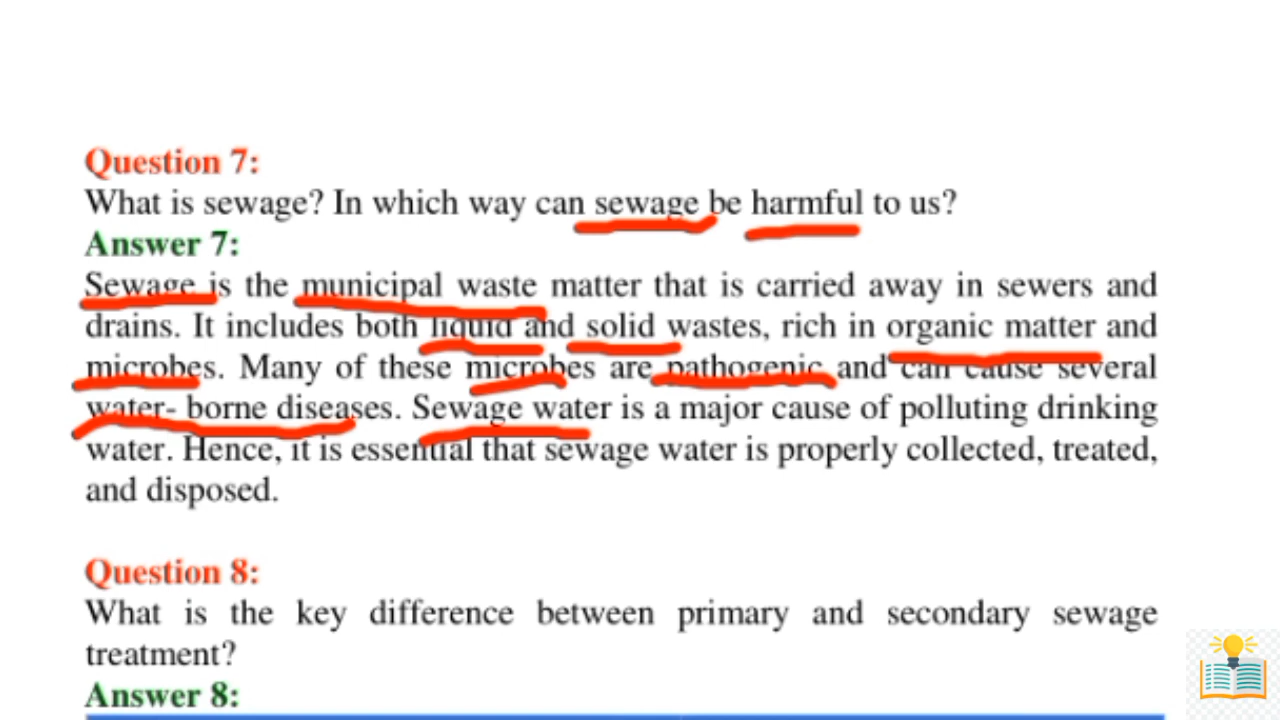 Question 7:
What is sewage? In which way can sewage be harmful to us?
Answer 7:
Sewage is the municipal waste matter that is carried away in sewers and
drains. It includes both liquid and solid wastes, rich in organic matter and
microbes. Many of these microbes are pathogenic and can cause several
water- borne diseases. Sewage water is a major cause of polluting drinking
water. Hence, it is essential that sewage water is properly collected, treated,
and disposed.
Question 8:
What is the key difference between primary and secondary sewage
treatment?
Answer 8: